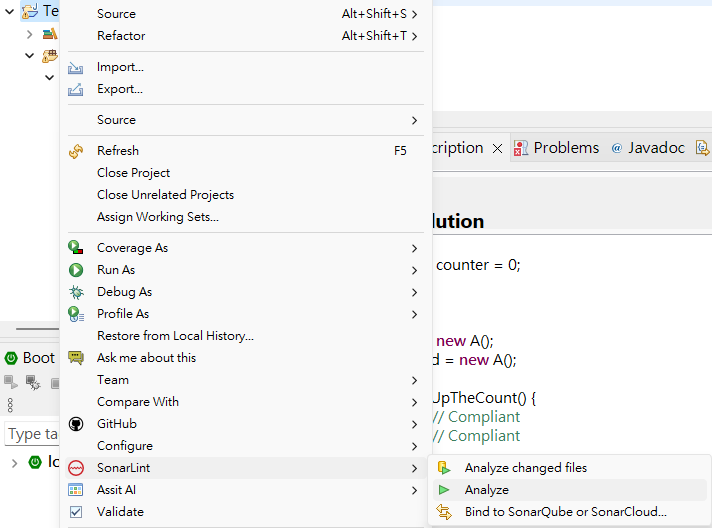 Te
Source Alt+Shift+S
Refactor Alt+Shift+T
Import...
Export...
Source
Refresh F5
Close Project
Close Unrelated Projects
Assign Working Sets...
Coverage As
Run As
Debug As
Profile As
Restore from Local History...
Ask me about this
Team
Compare With
GitHub
Configure
SonarLint
Assit AI
Validate
Analyze changed files
Analyze
Bind to SonarQube or SonarCloud...
cription Problems @ Javadoc
lution
counter = 0;
new A();
d = new A();
UpTheCount() {
// Compliant
// Compliant
Boot
Type ta
lo